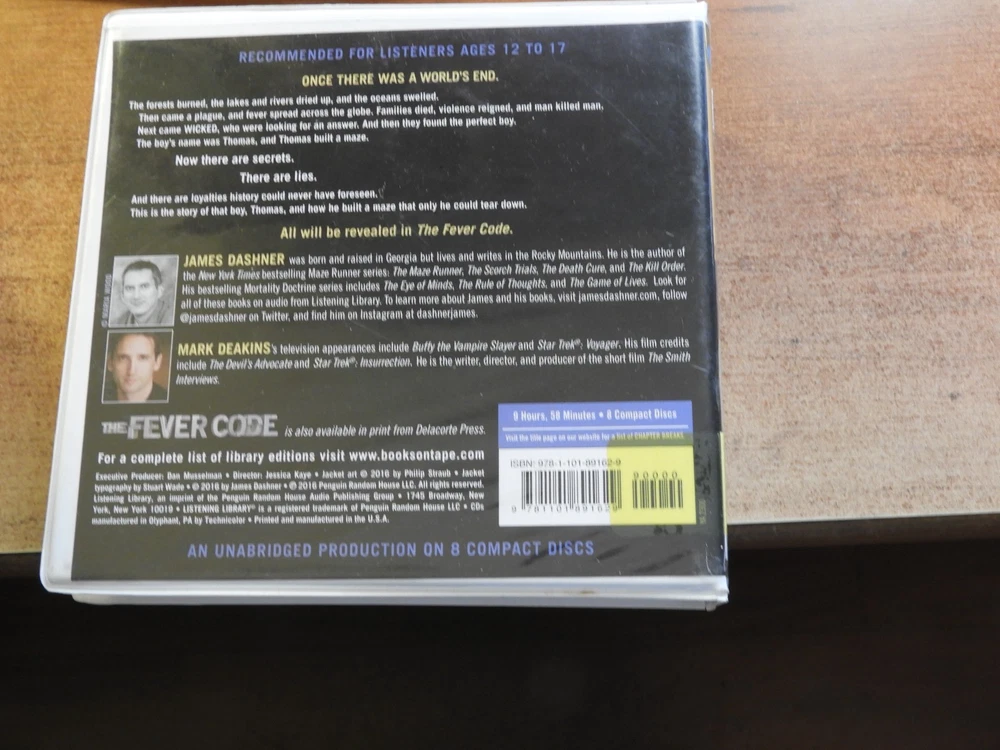 RECOMMENDED FOR LISTENERS AGES 12 TO 17
ONCE THERE WAS A WORLD'S END.
The forests burned, the lakes and rivers dried up, and the oceans swelled.
Then came a plague, and fever spread across the globe. Families died, violence reigned, and man killed man.
Next came WICKED, who were looking for an answer. And then they found the perfect boy.
The boy's name was Thomas, and Thomas built a maze.
Now there are secrets.
There are lies.
And there are loyalties history could never have foreseen.
This is the story of that boy, Thomas, and how he built a maze that only he could tear down.
All will be revealed in The Fever Code.
JAMES DASHNER was born and raised in Georgia but lives and writes in the Rocky Mountains. He is the author of
the New York Times bestselling Maze Runner series: The Maze Runner, The Scorch Trials, The Death Cure, and The Kill Order.
His bestselling Mortality Doctrine series includes The Eye of Minds, The Rule of Thoughts, and The Game of Lives. Look for
all of these books on audio from Listening Library. To learn more about James and his books, visit jamesdashner.com, follow
@jamesdashner on Twitter, and find him on Instagram at dashnerjames.
MARK DEAKINS's television appearances include Buffy the Vampire Slayer and Star Trek®: Voyager. His film credits
include The Devil's Advocate and Star Trek®: Insurrection. He is the writer, director, and producer of the short film The Smith
Interviews.
THE FEVER CODE is also available in print from Delacorte Press.
For a complete list of library editions visit www.booksontape.com
Executive Producer: Dan Musselman • Director: Jessica Kaye • Jacket art © 2016 by Philip Straub • Jacket
typography by Stuart Wade • © 2016 by James Dashner • ℗ 2016 Penguin Random House LLC. All rights reserved.
Listening Library, an imprint of the Penguin Random House Audio Publishing Group • 1745 Broadway, New
York, New York 10019 • LISTENING LIBRARY® is a registered trademark of Penguin Random House LLC • CDs
manufactured in Olyphant, PA by Technicolor • Printed and manufactured in the U.S.A.
9 Hours, 58 Minutes • 8 Compact Discs
Visit the title page on our website for a list of CHAPTER BREAKS
ISBN: 978-1-101-89162-9
90000
9 781101 891629
AN UNABRIDGED PRODUCTION ON 8 COMPACT DISCS